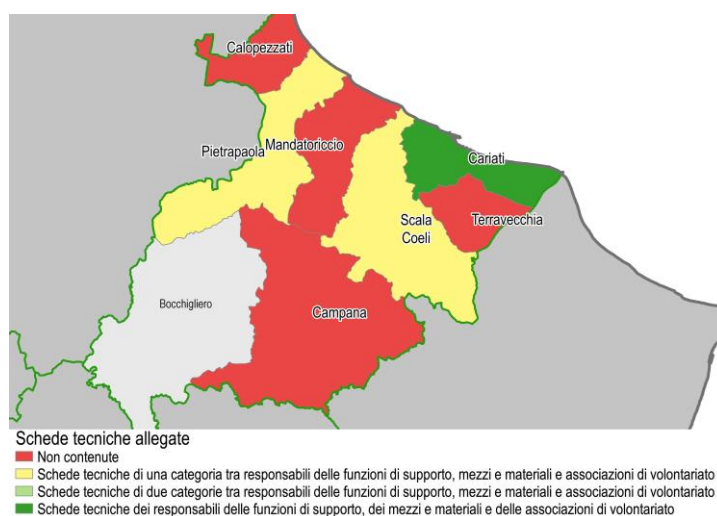 Calopezzati
Mandatoriccio
Pietrapaola
Cariati
Scala
Coeli
Terravecchia
Bocchigliero
Campana
Schede tecniche allegate
Non contenute
Schede tecniche di una categoria tra responsabili delle funzioni di supporto, mezzi e materiali e associazioni di volontariato
Schede tecniche di due categorie tra responsabili delle funzioni di supporto, mezzi e materiali e associazioni di volontariato
Schede tecniche dei responsabili delle funzioni di supporto, dei mezzi e materiali e delle associazioni di volontariato